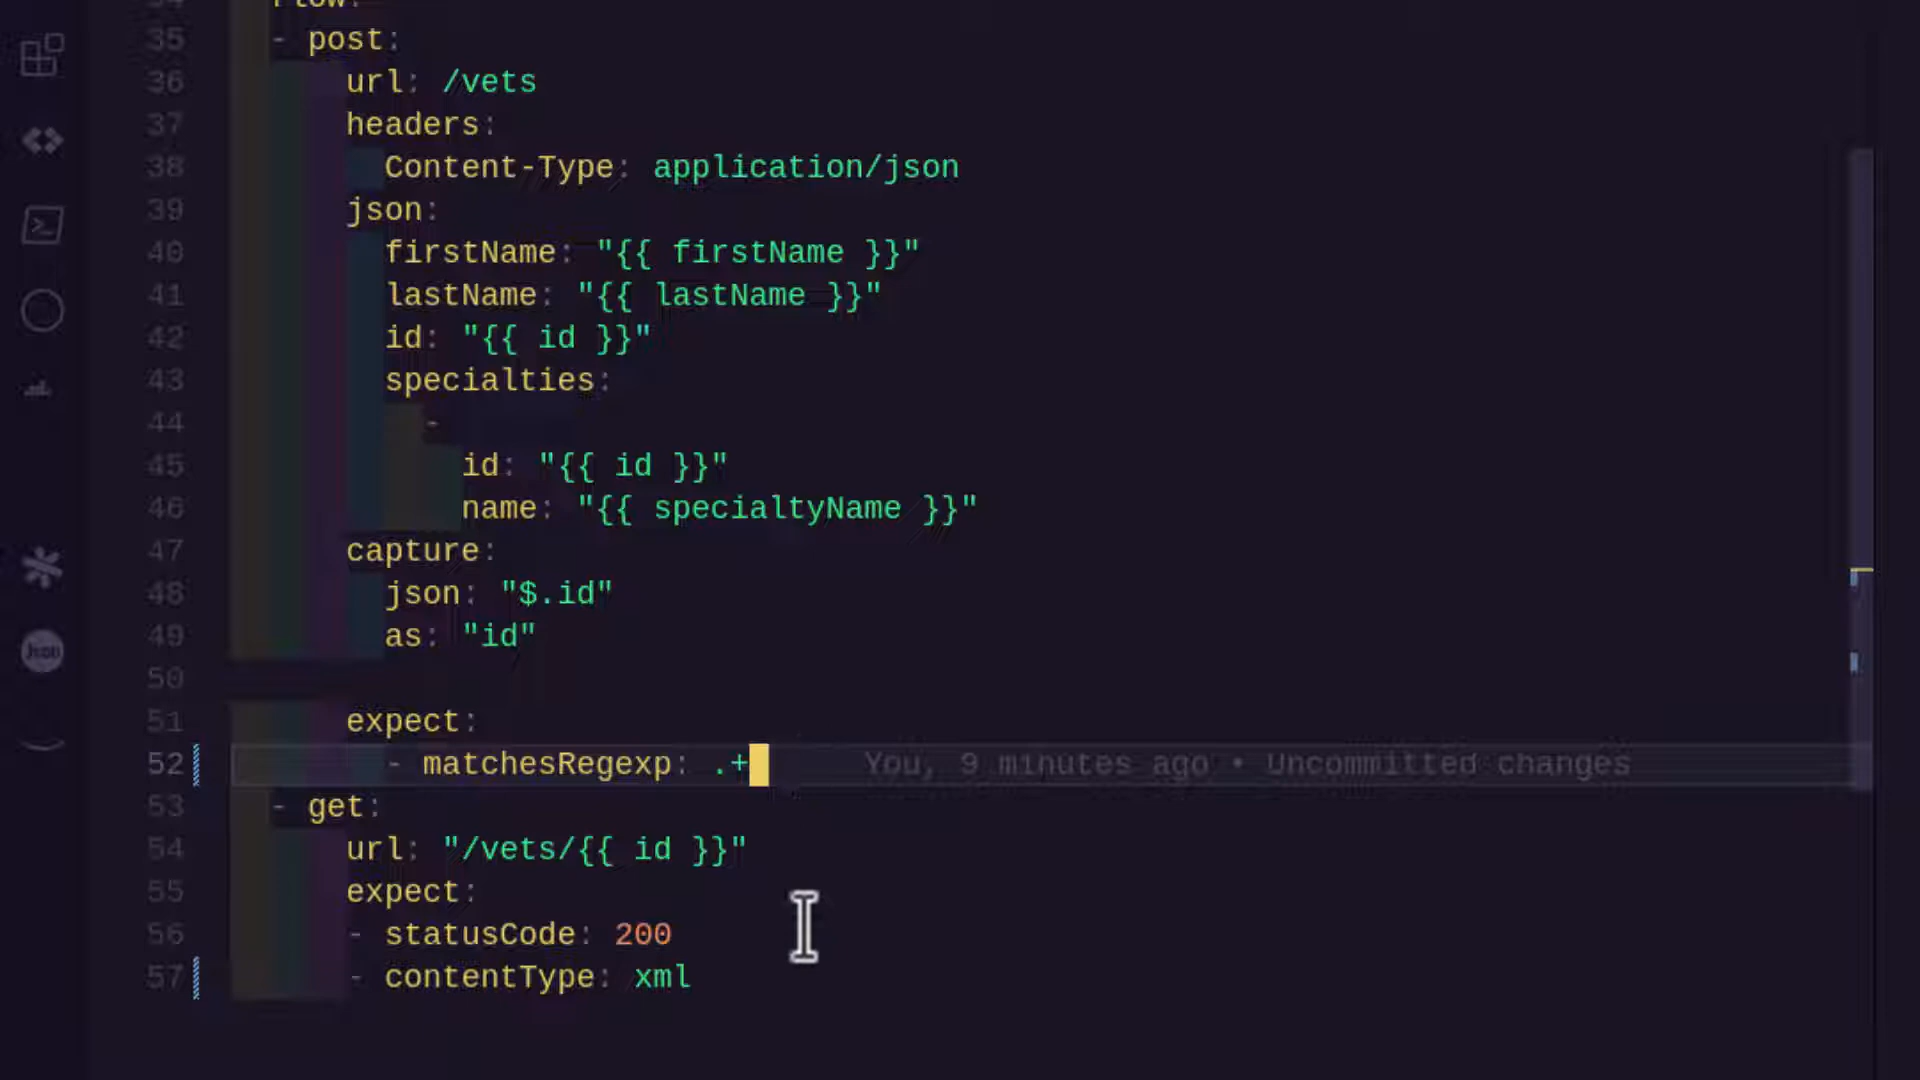 34 flow:
35 - post:
36 url: /vets
37 headers:
38 Content-Type: application/json
39 json:
40 firstName: "{{ firstName }}"
41 lastName: "{{ lastName }}"
42 id: "{{ id }}"
43 specialties:
44 -
45 id: "{{ id }}"
46 name: "{{ specialtyName }}"
47 capture:
48 json: "$.id"
49 as: "id"
50
51 expect:
52 - matchesRegexp: .+ You, 9 minutes ago • Uncommitted changes
53 - get:
54 url: "/vets/{{ id }}"
55 expect:
56 - statusCode: 200
57 - contentType: xml
json